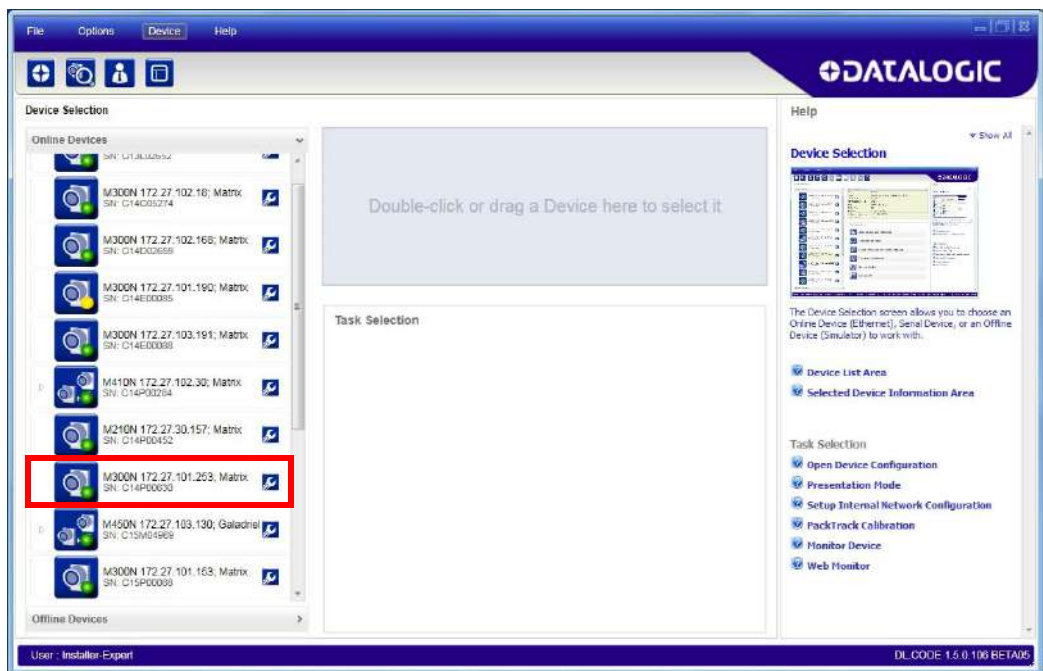 File Options Device Help
DATALOGIC
Device Selection
Online Devices
M300N 172.27.102.18; Matrix
SN: C14C05274
M300N 172.27.102.168; Matrix
SN: C14D02659
M300N 172.27.101.190; Matrix
SN: C14E00085
M300N 172.27.103.191; Matrix
SN: C14E00088
M410N 172.27.102.30; Matrix
SN: C14P00284
M210N 172.27.30.157; Matrix
SN: C14P00452
M300N 172.27.101.253; Matrix
SN: C14P00630
M450N 172.27.103.130; Galadriel
SN: C15M04969
M300N 172.27.101.163; Matrix
SN: C15P00088
Offline Devices
Double-click or drag a Device here to select it
Task Selection
Help
Show All
Device Selection
The Device Selection screen allows you to choose an
Online Device (Ethernet), Serial Device, or an Offline
Device (Simulator) to work with.
Device List Area
Selected Device Information Area
Task Selection
Open Device Configuration
Presentation Mode
Setup Internal Network Configuration
PackTrack Calibration
Monitor Device
Web Monitor
User : Installer-Expert
DL.CODE 1.5.0.106 BETA05